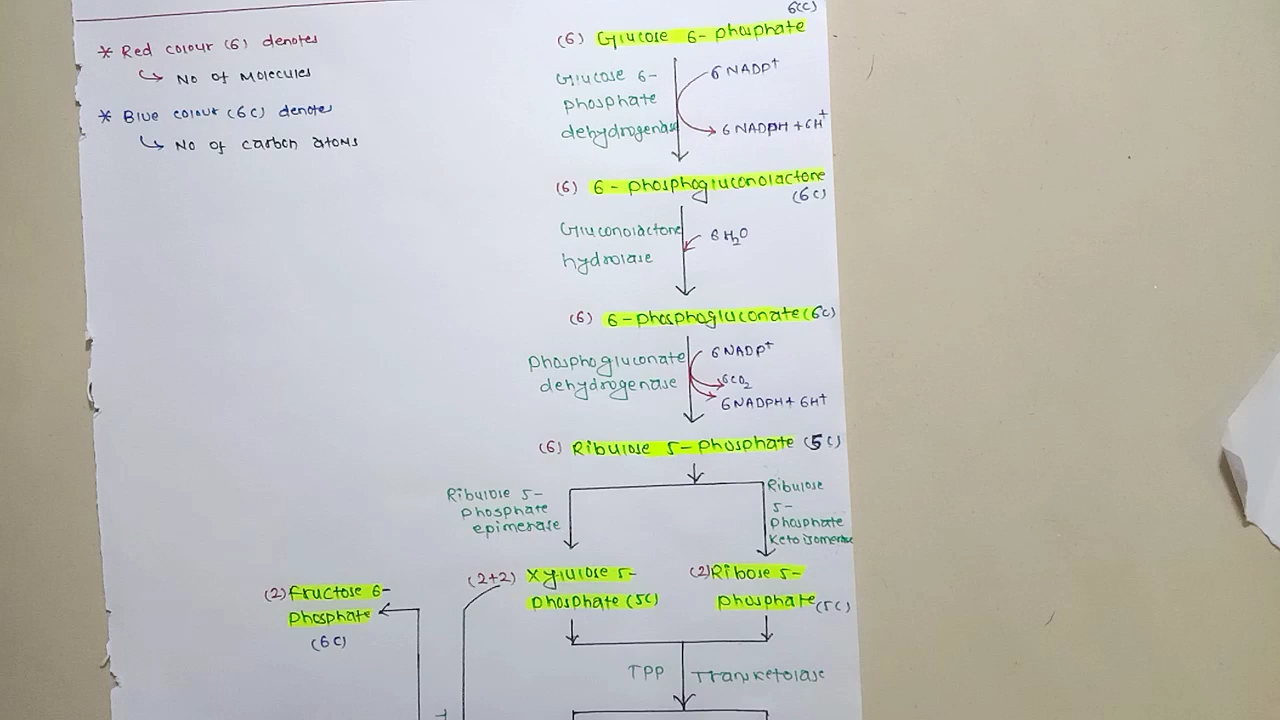 * Red colour (6) denotes
↳ No of Molecules
* Blue colour (6C) denotes
↳ No of carbon atoms
6(C)
(6) Glucose 6-phosphate
Glucose 6-
phosphate
dehydrogenase
6 NADP+
6 NADPH + 6H+
(6) 6-phosphogluconolactone
(6C)
Gluconolactone
hydrolase
6 H2O
(6) 6-phosphogluconate (6C)
Phosphogluconate
dehydrogenase
6 NADP+
6CO2
6 NADPH + 6H+
(6) Ribulose 5-phosphate (5C)
Ribulose 5-
phosphate
epimerase
Ribulose
5-
Phosphate
Ketoisomerase
(2+2) Xylulose 5-
phosphate (5C)
(2) Ribose 5-
phosphate (5C)
(2) Fructose 6-
Phosphate
(6C)
TPP Transketolase